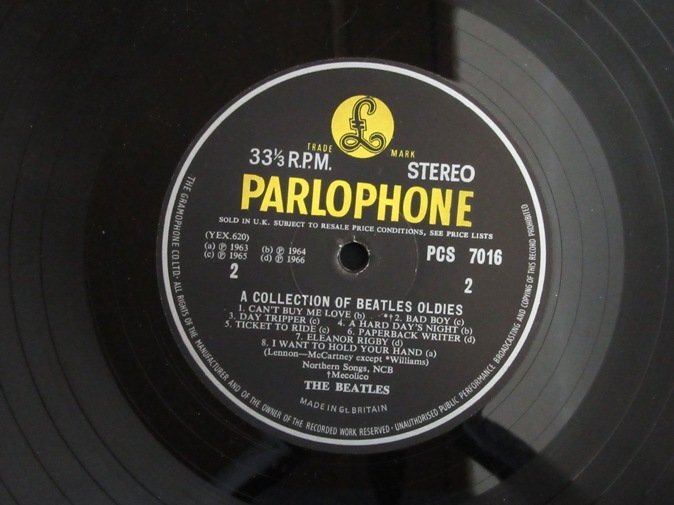 £
TRADE MARK
33⅓ R.P.M. STEREO
PARLOPHONE
SOLD IN U.K. SUBJECT TO RESALE PRICE CONDITIONS, SEE PRICE LISTS
(YEX.620)
(a) ℗ 1963 (b) ℗ 1964
(c) ℗ 1965 (d) ℗ 1966
PCS 7016
2 2
A COLLECTION OF BEATLES OLDIES
1. CAN'T BUY ME LOVE (b) *†2. BAD BOY (c)
3. DAY TRIPPER (c) 4. A HARD DAY'S NIGHT (b)
5. TICKET TO RIDE (c) 6. PAPERBACK WRITER (d)
7. ELEANOR RIGBY (d)
8. I WANT TO HOLD YOUR HAND (a)
(Lennon—McCartney except *Williams)
Northern Songs, NCB
†Mecolico
THE BEATLES
MADE IN Gt. BRITAIN
THE GRAMOPHONE CO. LTD. · ALL RIGHTS OF THE MANUFACTURER AND OF THE OWNER OF THE RECORDED WORK RESERVED · UNAUTHORISED PUBLIC PERFORMANCE BROADCASTING AND COPYING OF THIS RECORD PROHIBITED